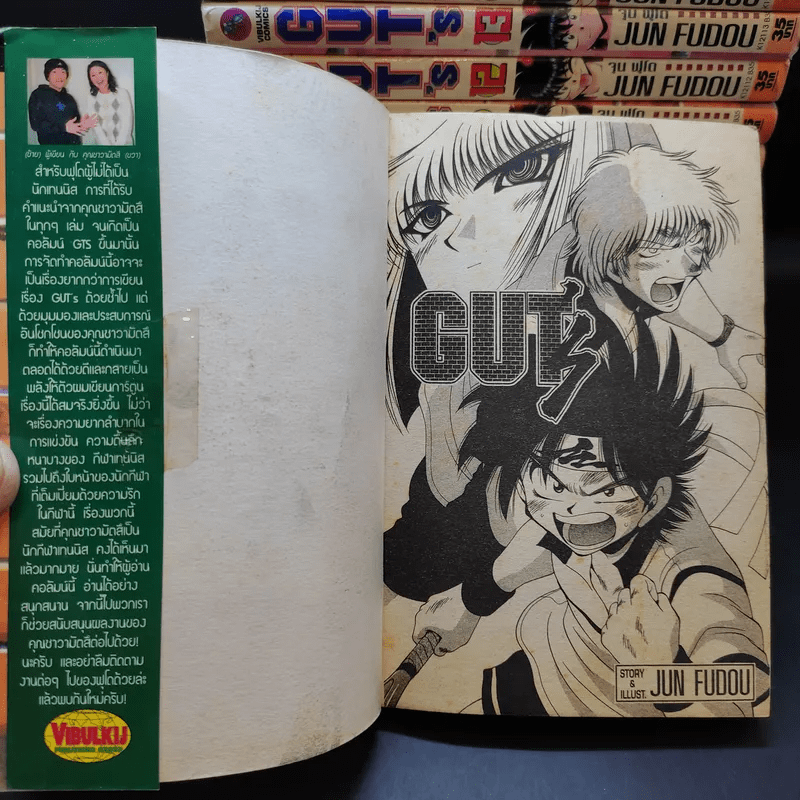 VIBULKIJ COMICS
GUT's
13
จุน ฟูโด
JUN FUDOU
K12113 B35
35 บาท
GUT's
12
จุน ฟูโด
JUN FUDOU
K12112 B35
35 บาท
(ซ้าย) ผู้เขียน กับ คุณซาวามัตสึ (ขวา)
สำหรับฟุโดผู้ไม่ได้เป็น
นักเทนนิส การที่ได้รับ
คำแนะนำจากคุณซาวามัตสึ
ในทุกๆ เล่ม จนเกิดเป็น
คอลัมน์ GTS ขึ้นมานั้น
การจัดทำคอลัมน์นี้อาจจะ
เป็นเรื่องยากกว่าการเขียน
เรื่อง GUT's ด้วยซ้ำไป แต่
ด้วยมุมมองและประสบการณ์
อันโชกโชนของคุณซาวามัตสึ
ก็ทำให้คอลัมน์นี้ดำเนินมา
ตลอดได้ด้วยดีและกลายเป็น
พลังให้ตัวผมเขียนการ์ตูน
เรื่องนี้ได้สมจริงยิ่งขึ้น ไม่ว่า
จะเรื่องความยากลำบากใน
การแข่งขัน ความตื้นลึก
หนาบางของ กีฬาเทนนิส
รวมไปถึงใบหน้าของนักกีฬา
ที่เต็มเปี่ยมด้วยความรัก
ในกีฬานี้ เรื่องพวกนี้
สมัยที่คุณซาวามัตสึเป็น
นักกีฬาเทนนิส คงได้เห็นมา
แล้วมากมาย นั่นทำให้ผู้อ่าน
คอลัมน์นี้ อ่านได้อย่าง
สนุกสนาน จากนี้ไปพวกเรา
ก็ช่วยสนับสนุนผลงานของ
คุณซาวามัตสึต่อไปด้วย!
นะครับ และอย่าลืมติดตาม
งานต่อๆ ไปของฟุโดด้วยล่ะ
แล้วพบกันใหม่ครับ!
VIBULKIJ
GUT's
STORY & ILLUST. JUN FUDOU